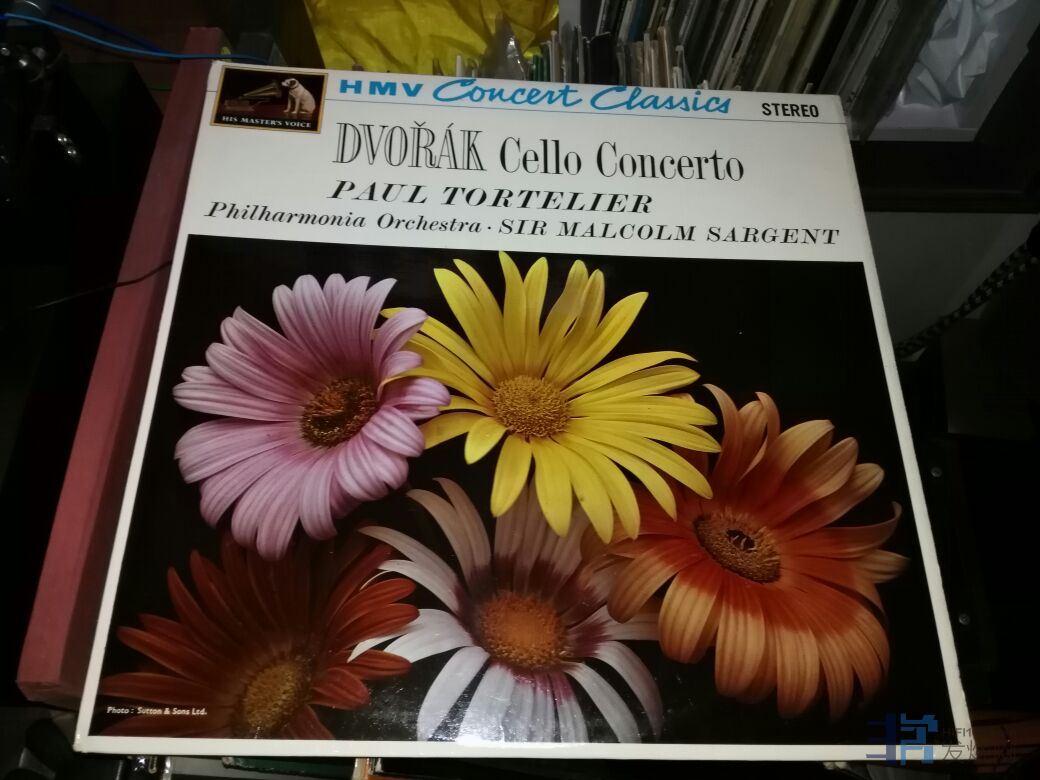 HMV Concert Classics STEREO
HIS MASTER'S VOICE
DVOŘÁK Cello Concerto
PAUL TORTELIER
Philharmonia Orchestra · SIR MALCOLM SARGENT
Photo : Sutton & Sons Ltd.